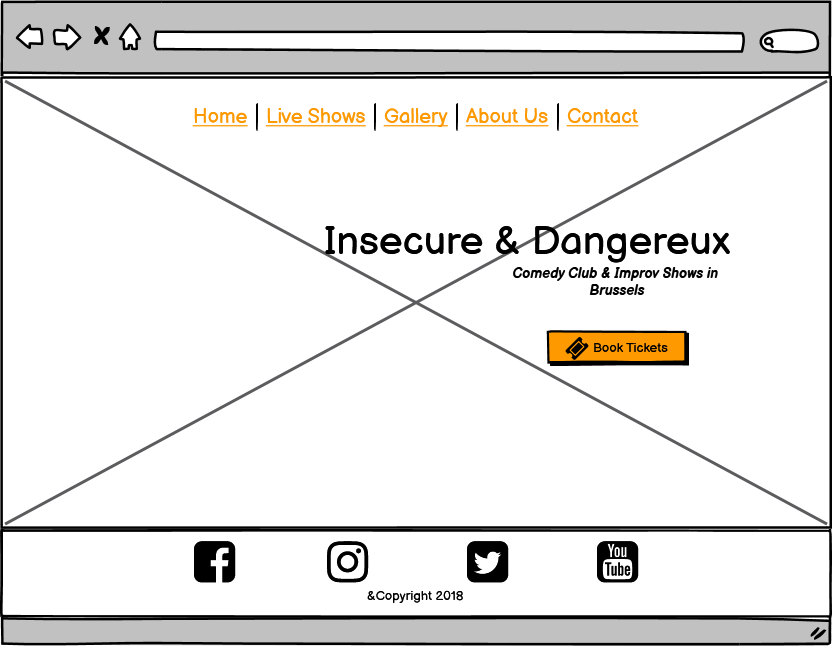 Home | Live Shows | Gallery | About Us | Contact
Insecure & Dangereux
Comedy Club & Improv Shows in
Brussels
Book Tickets
You
Tube
&Copyright 2018